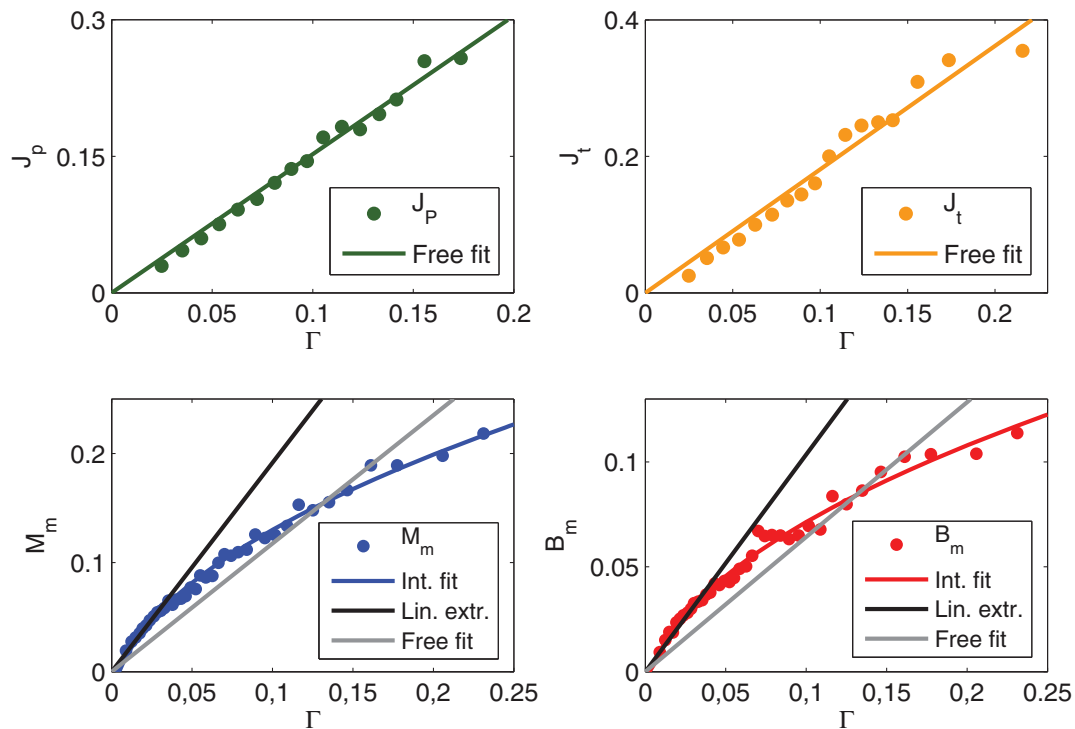 0.3
0.15
0
J_p
J_P
Free fit
0 0.05 0.1 0.15 0.2
Γ
0.4
0.2
0
J_t
J_t
Free fit
0 0.05 0.1 0.15 0.2
Γ
0.2
0.1
0
M_m
M_m
Int. fit
Lin. extr.
Free fit
0 0,05 0,1 0,15 0,2 0.25
Γ
0.1
0.05
0
B_m
B_m
Int. fit
Lin. extr.
Free fit
0 0,05 0,1 0,15 0,2 0.25
Γ